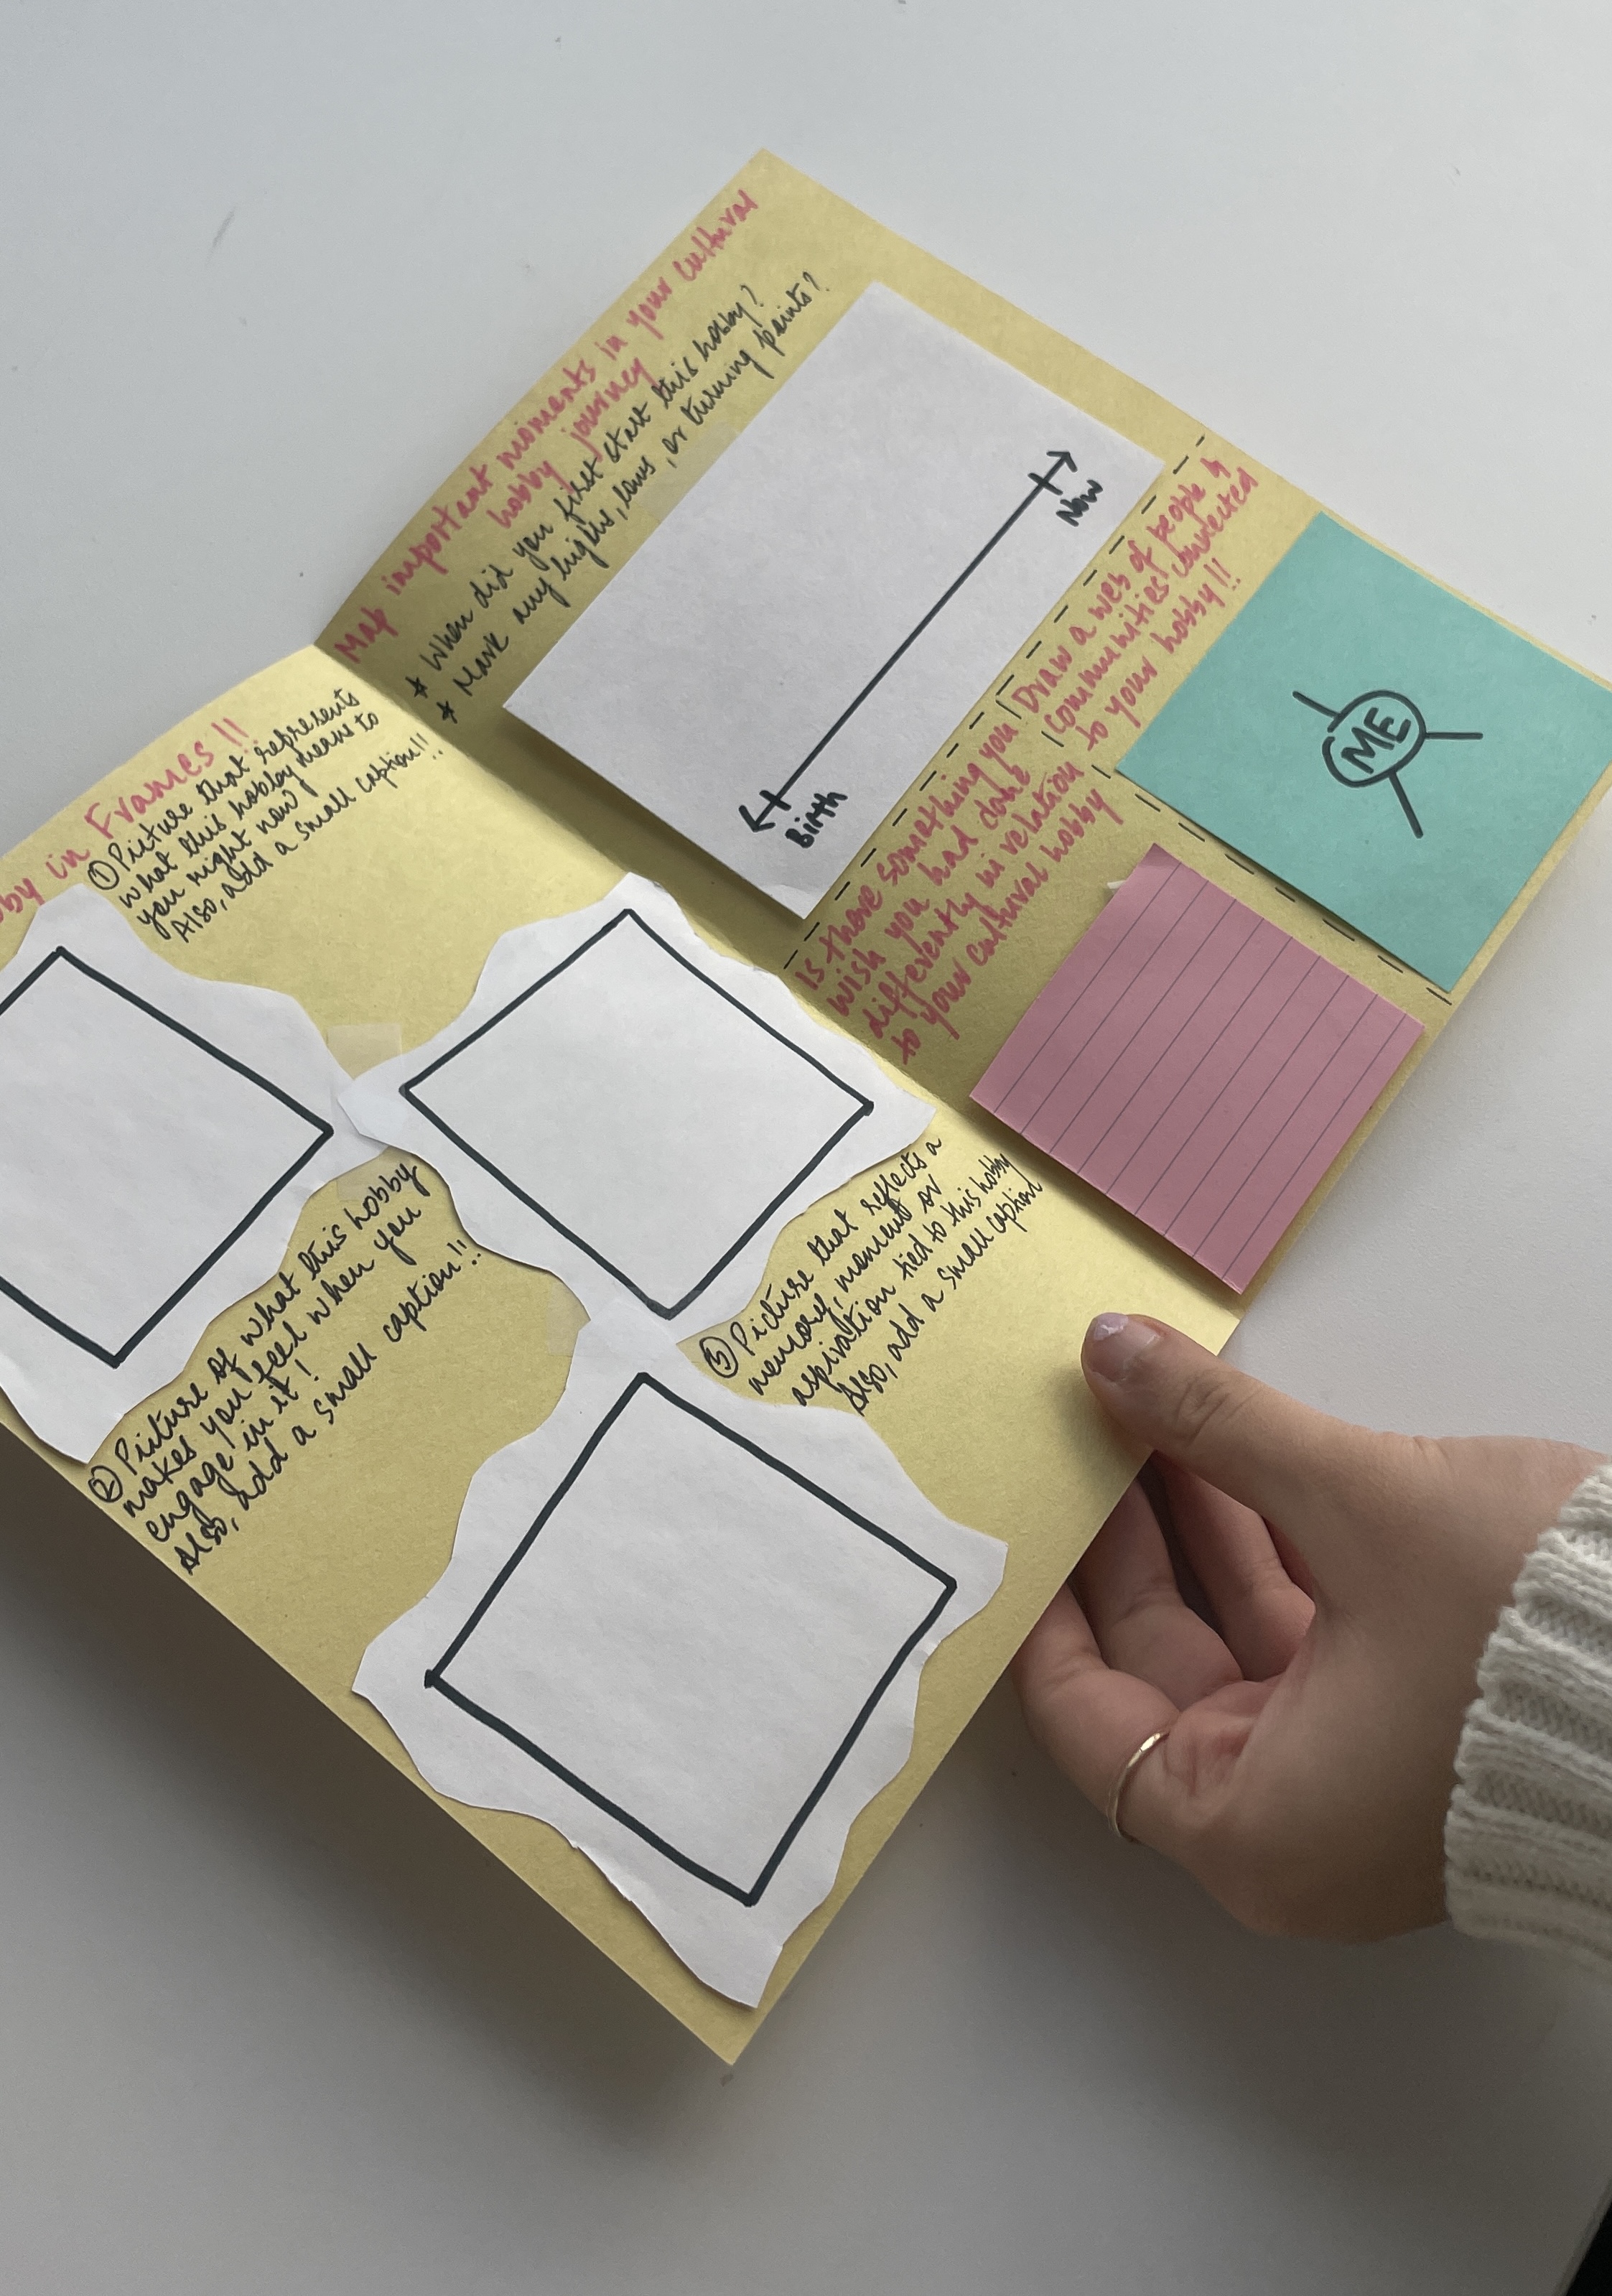 in Frames !!
① Picture that represents
what this hobby means to
you right now
Also, add a small caption!!
② Picture of what this hobby
makes you feel when you
engage in it!
Also, add a small caption!!
③ Picture that reflects a
memory, moment or
aspiration tied to this hobby
Also, add a small caption
Map important moments in your cultural
hobby journey
* When did you first start this hobby?
* Mark any highs, lows, or turning points?
Now
Birth
Is there something you
wish you had done
differently in relation
to your cultural hobby
Draw a web of people &
communities connected
to your hobby!!
ME